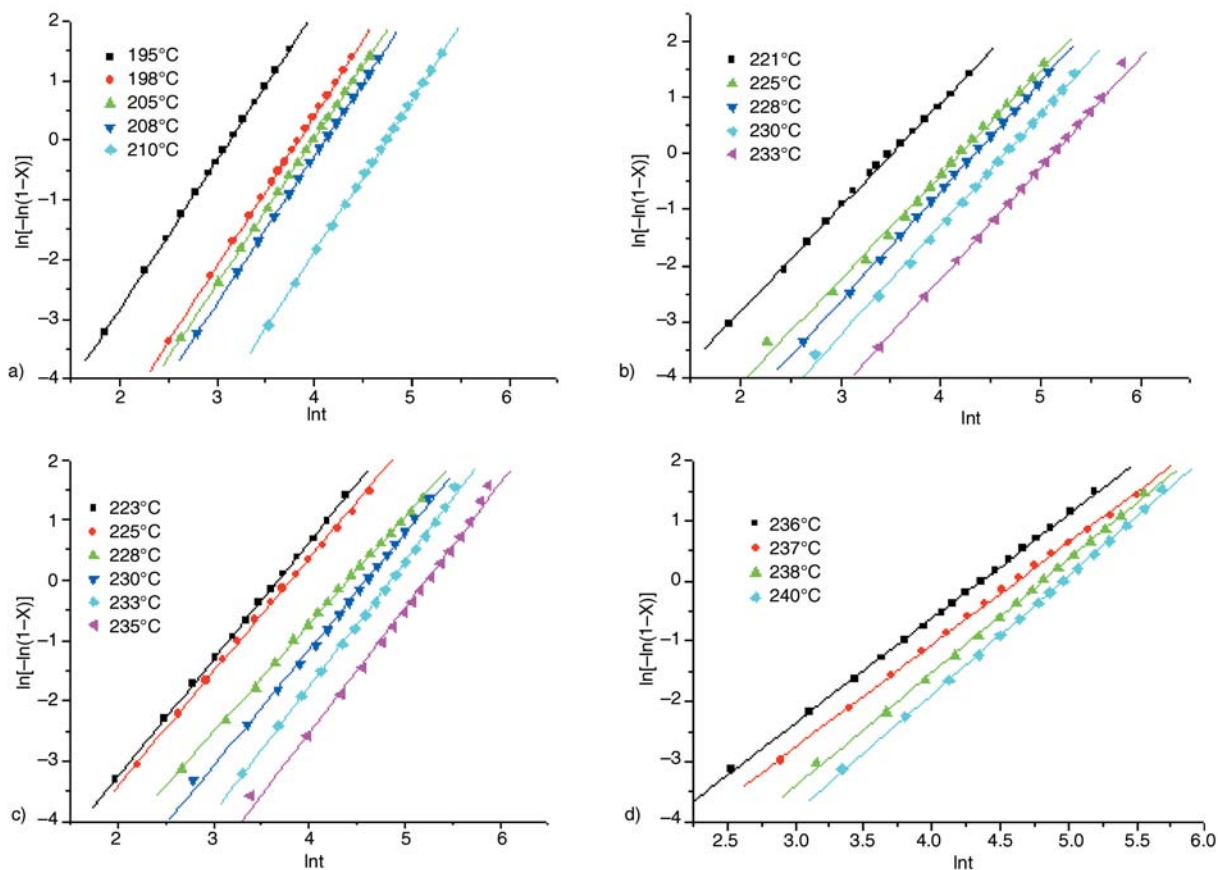 a)
ln[–ln(1–X)]
2
1
0
–1
–2
–3
–4
195°C
198°C
205°C
208°C
210°C
2 3 4 5 6
lnt
b)
ln[–ln(1–X)]
2
1
0
–1
–2
–3
–4
221°C
225°C
228°C
230°C
233°C
2 3 4 5 6
lnt
c)
ln[–ln(1–X)]
2
1
0
–1
–2
–3
–4
223°C
225°C
228°C
230°C
233°C
235°C
2 3 4 5 6
lnt
d)
ln[–ln(1–X)]
2
1
0
–1
–2
–3
–4
236°C
237°C
238°C
240°C
2.5 3.0 3.5 4.0 4.5 5.0 5.5 6.0
lnt